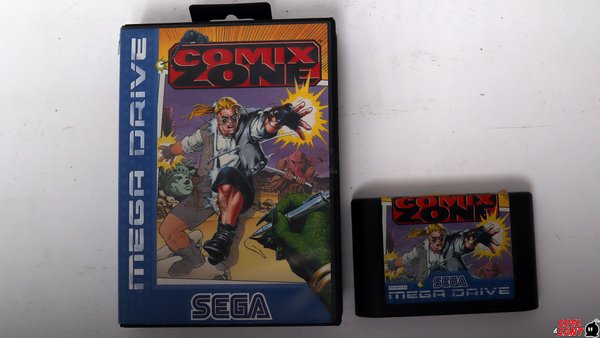 MEGA DRIVE
COMIX
ZONE
SEGA
COMIX
ZONE
SEGA
MEGA DRIVE